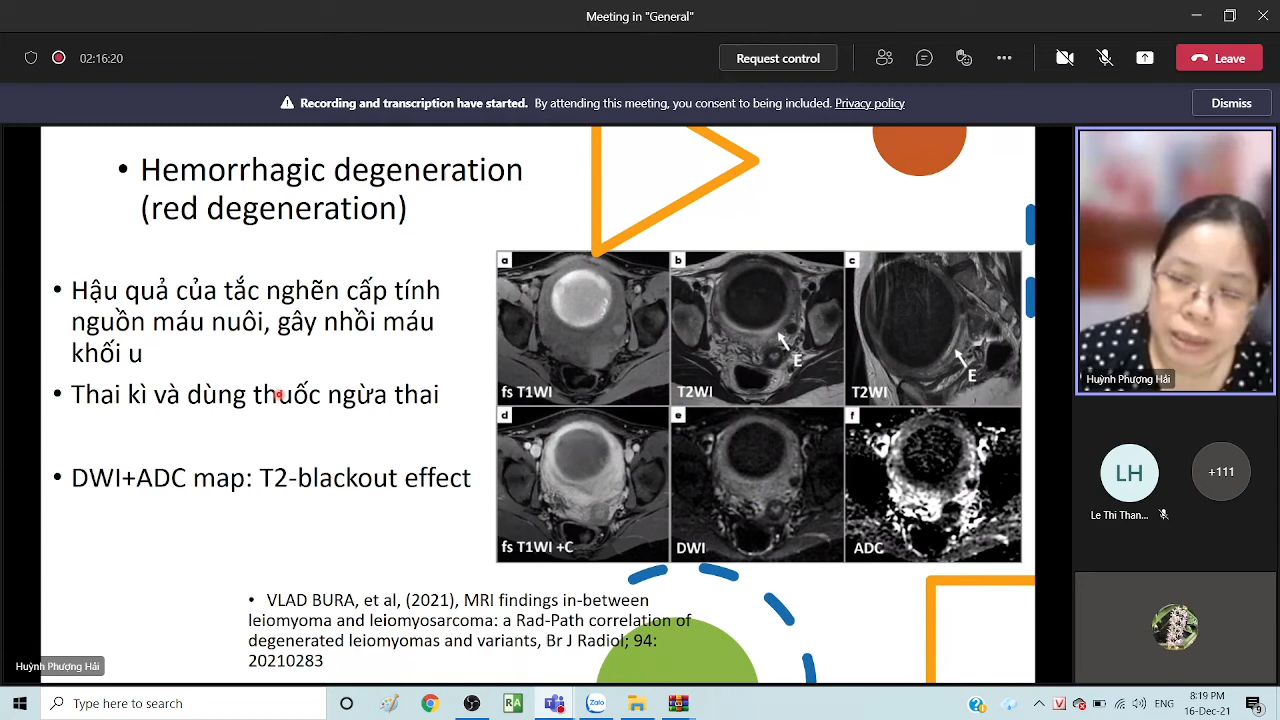 Meeting in "General"
02:16:20
Request control
Leave
Recording and transcription have started. By attending this meeting, you consent to being included. Privacy policy
Dismiss
• Hemorrhagic degeneration
(red degeneration)
• Hậu quả của tắc nghẽn cấp tính
nguồn máu nuôi, gây nhồi máu
khối u
• Thai kì và dùng thuốc ngừa thai
• DWI+ADC map: T2-blackout effect
a
fs T1WI
b
E
T2WI
c
E
T2WI
d
fs T1WI +C
e
DWI
f
ADC
• VLAD BURA, et al, (2021), MRI findings in-between
leiomyoma and leiomyosarcoma: a Rad-Path correlation of
degenerated leiomyomas and variants, Br J Radiol; 94:
20210283
Huỳnh Phượng Hải
Huỳnh Phượng Hải
LH
+111
Le Thi Than...
Type here to search
RA
Zalo
V
ENG
8:19 PM
16-Dec-21
9